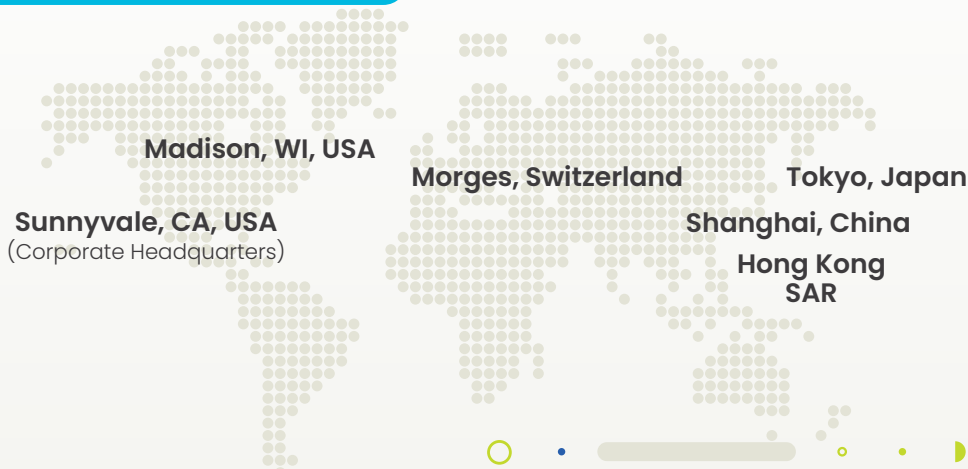 Madison, WI, USA
Morges, Switzerland
Tokyo, Japan
Sunnyvale, CA, USA
(Corporate Headquarters)
Shanghai, China
Hong Kong
SAR